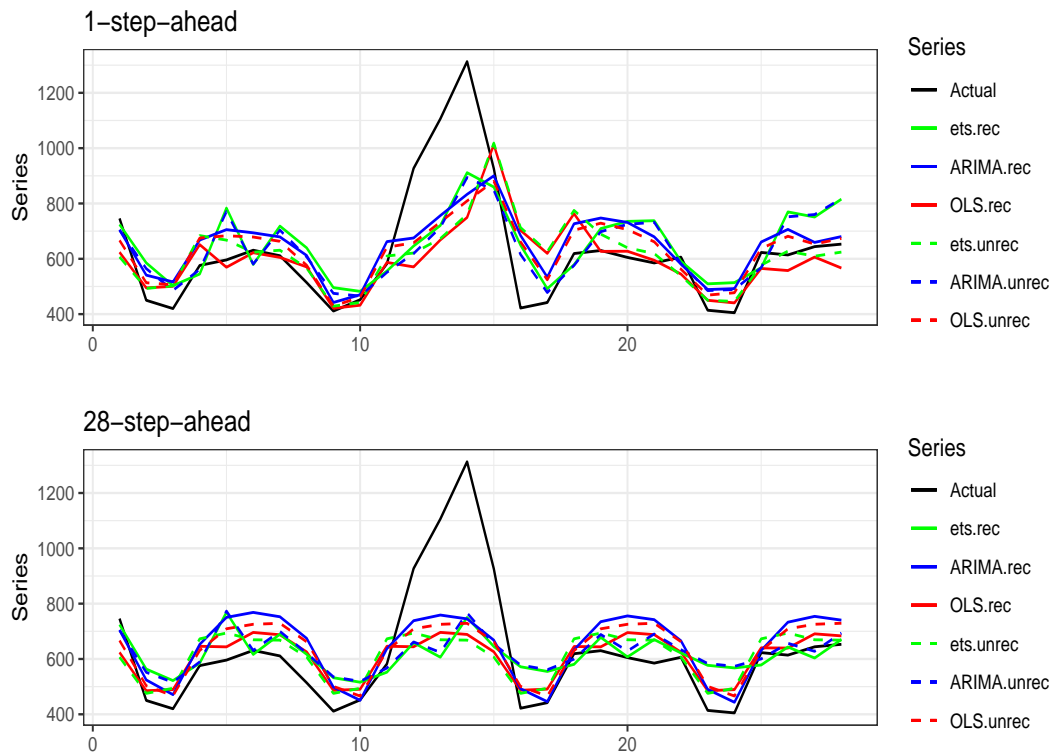 1−step−ahead
Series
1200
1000
800
600
400
0
10
20
Series
Actual
ets.rec
ARIMA.rec
OLS.rec
ets.unrec
ARIMA.unrec
OLS.unrec
28−step−ahead
Series
1200
1000
800
600
400
0
10
20
Series
Actual
ets.rec
ARIMA.rec
OLS.rec
ets.unrec
ARIMA.unrec
OLS.unrec